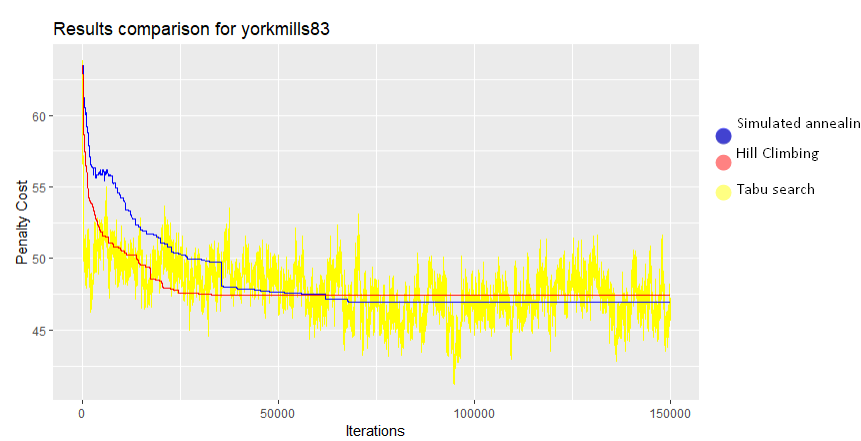 Results comparison for yorkmills83
60
55
50
45
Penalty Cost
0
50000
100000
150000
Iterations
Simulated annealin
Hill Climbing
Tabu search